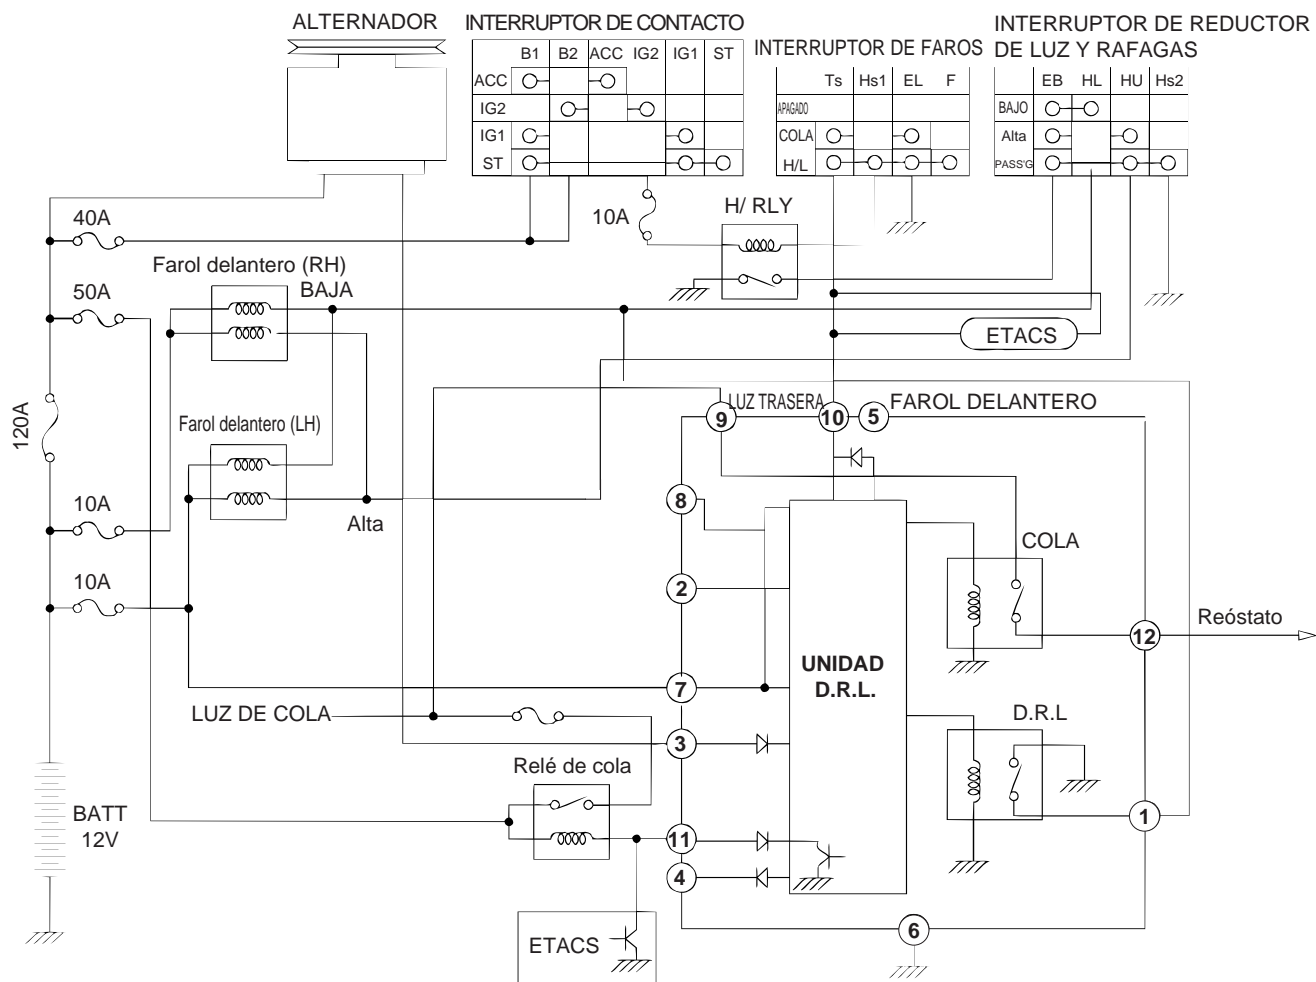 ALTERNADOR
INTERRUPTOR DE CONTACTO
B1 B2 ACC IG2 IG1 ST
ACC
IG2
IG1
ST
INTERRUPTOR DE FAROS
Ts Hs1 EL F
APAGADO
COLA
H/L
INTERRUPTOR DE REDUCTOR
DE LUZ Y RAFAGAS
EB HL HU Hs2
BAJO
Alta
PASS'G
40A
10A
H/ RLY
Farol delantero (RH)
BAJA
50A
ETACS
120A
Farol delantero (LH)
LUZ TRASERA
FAROL DELANTERO
9
10
5
10A
Alta
8
COLA
10A
2
Reóstato
12
UNIDAD
D.R.L.
7
LUZ DE COLA
3
D.R.L
Relé de cola
BATT
12V
1
11
4
6
ETACS